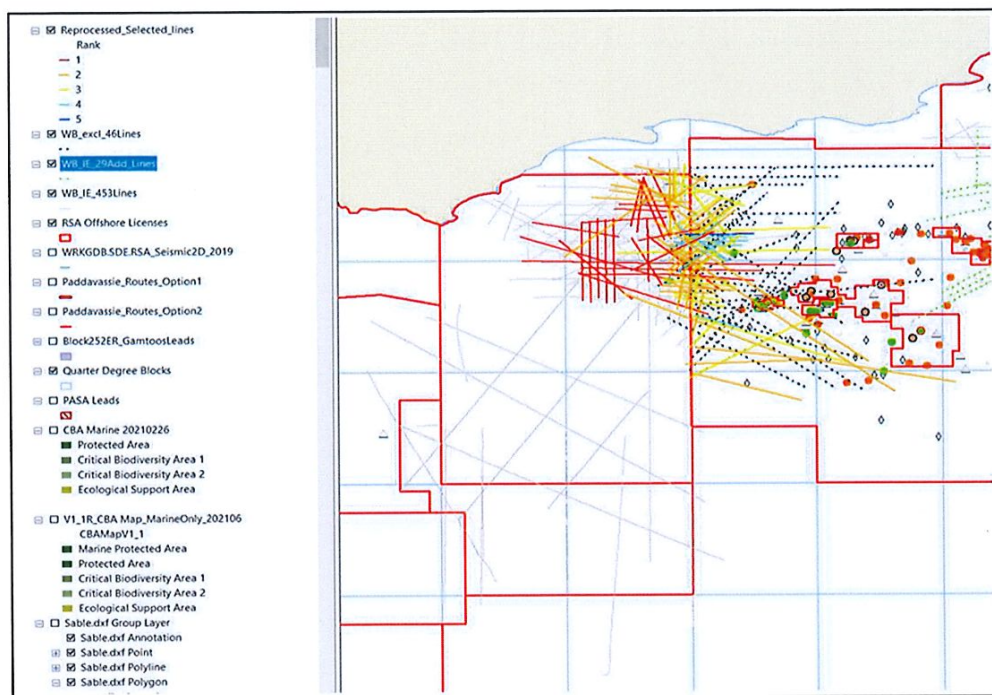 Reprocessed_Selected_lines
Rank
1
2
3
4
5
WB_excl_46Lines
WB_IE_29Add_Lines
WB_IE_453Lines
RSA Offshore Licenses
WRKGDB.SDE.RSA_Seismic2D_2019
Paddavassie_Routes_Option1
Paddavassie_Routes_Option2
Block252ER_GamtoosLeads
Quarter Degree Blocks
PASA Leads
CBA Marine 20210226
Protected Area
Critical Biodiversity Area 1
Critical Biodiversity Area 2
Ecological Support Area
V1_1R_CBA Map_MarineOnly_202106
CBAMapV1_1
Marine Protected Area
Protected Area
Critical Biodiversity Area 1
Critical Biodiversity Area 2
Ecological Support Area
Sable.dxf Group Layer
Sable.dxf Annotation
Sable.dxf Point
Sable.dxf Polyline
Sable.dxf Polygon